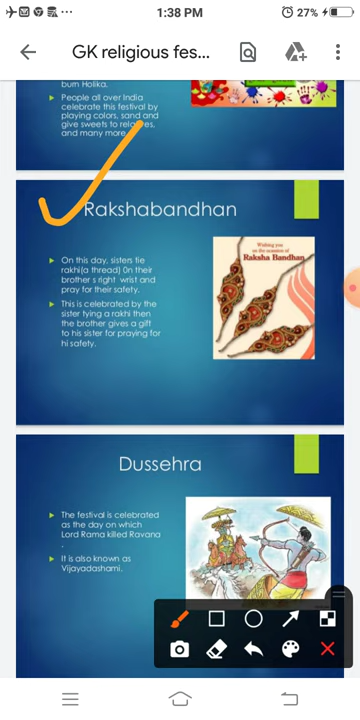 1:38 PM
27%
GK religious fes...
burn Holika.
People all over India
celebrate this festival by
playing colors, sand and
give sweets to relatives,
and many more
Rakshabandhan
On this day, sisters tie
rakhi(a thread) 0n their
brother s right wrist and
pray for their safety.
This is celebrated by the
sister tying a rakhi then
the brother gives a gift
to his sister for praying for
hi safety.
Wishing you
on the occasion of
Raksha Bandhan
Dussehra
The festival is celebrated
as the day on which
Lord Rama killed Ravana
.
It is also known as
Vijayadashami.